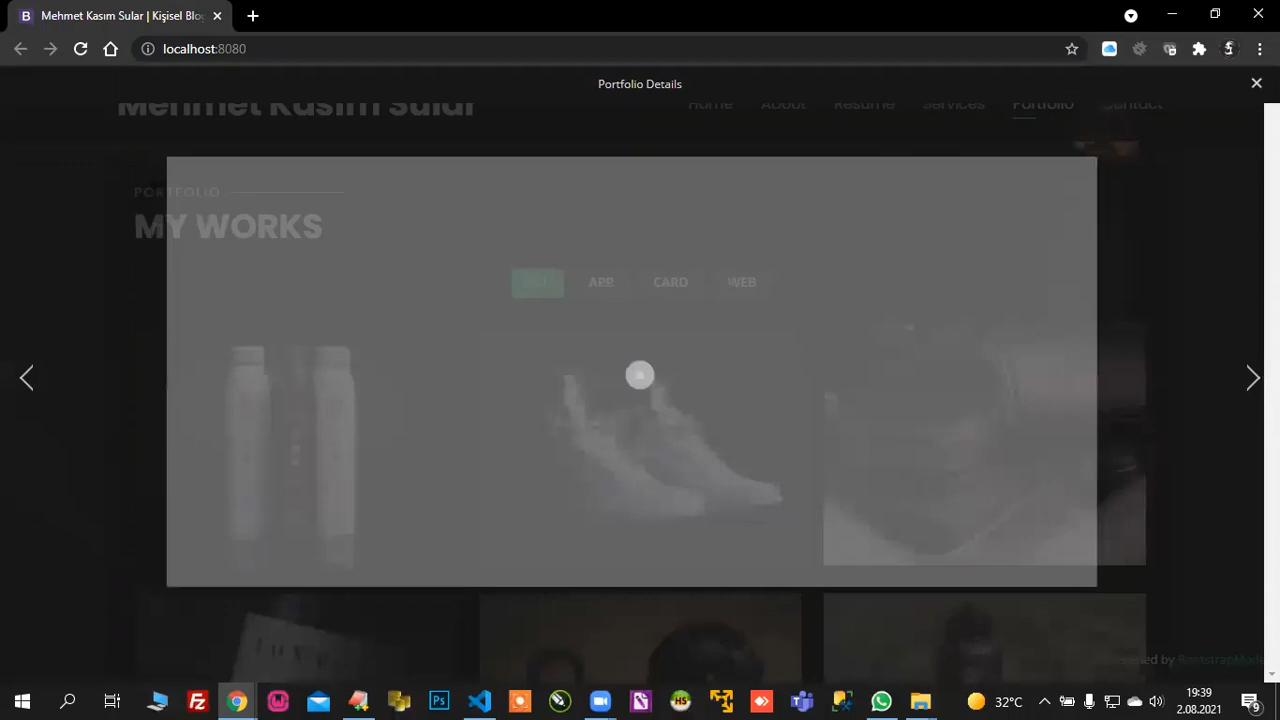 Mehmet Kasım Sular | Kişisel Blog
localhost:8080
Portfolio Details
Mehmet Kasım Sular
Home About Resume Services Portfolio Contact
PORTFOLIO
MY WORKS
APP CARD WEB
BootstrapMade
32°C
19:39
2.08.2021